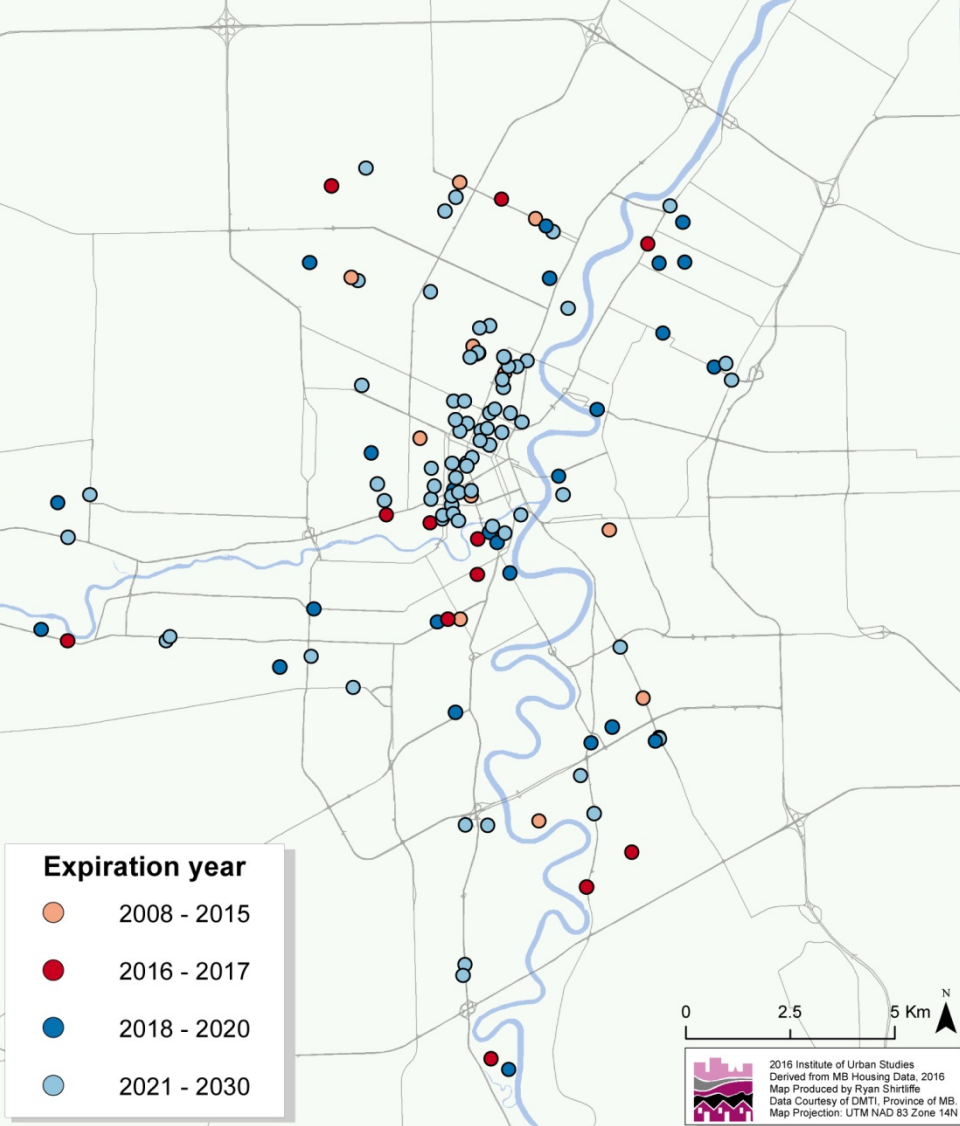 Expiration year
2008 - 2015
2016 - 2017
2018 - 2020
2021 - 2030
N
0 2.5 5 Km
2016 Institute of Urban Studies
Derived from MB Housing Data, 2016
Map Produced by Ryan Shirtliffe
Data Courtesy of DMTI, Province of MB.
Map Projection: UTM NAD 83 Zone 14N